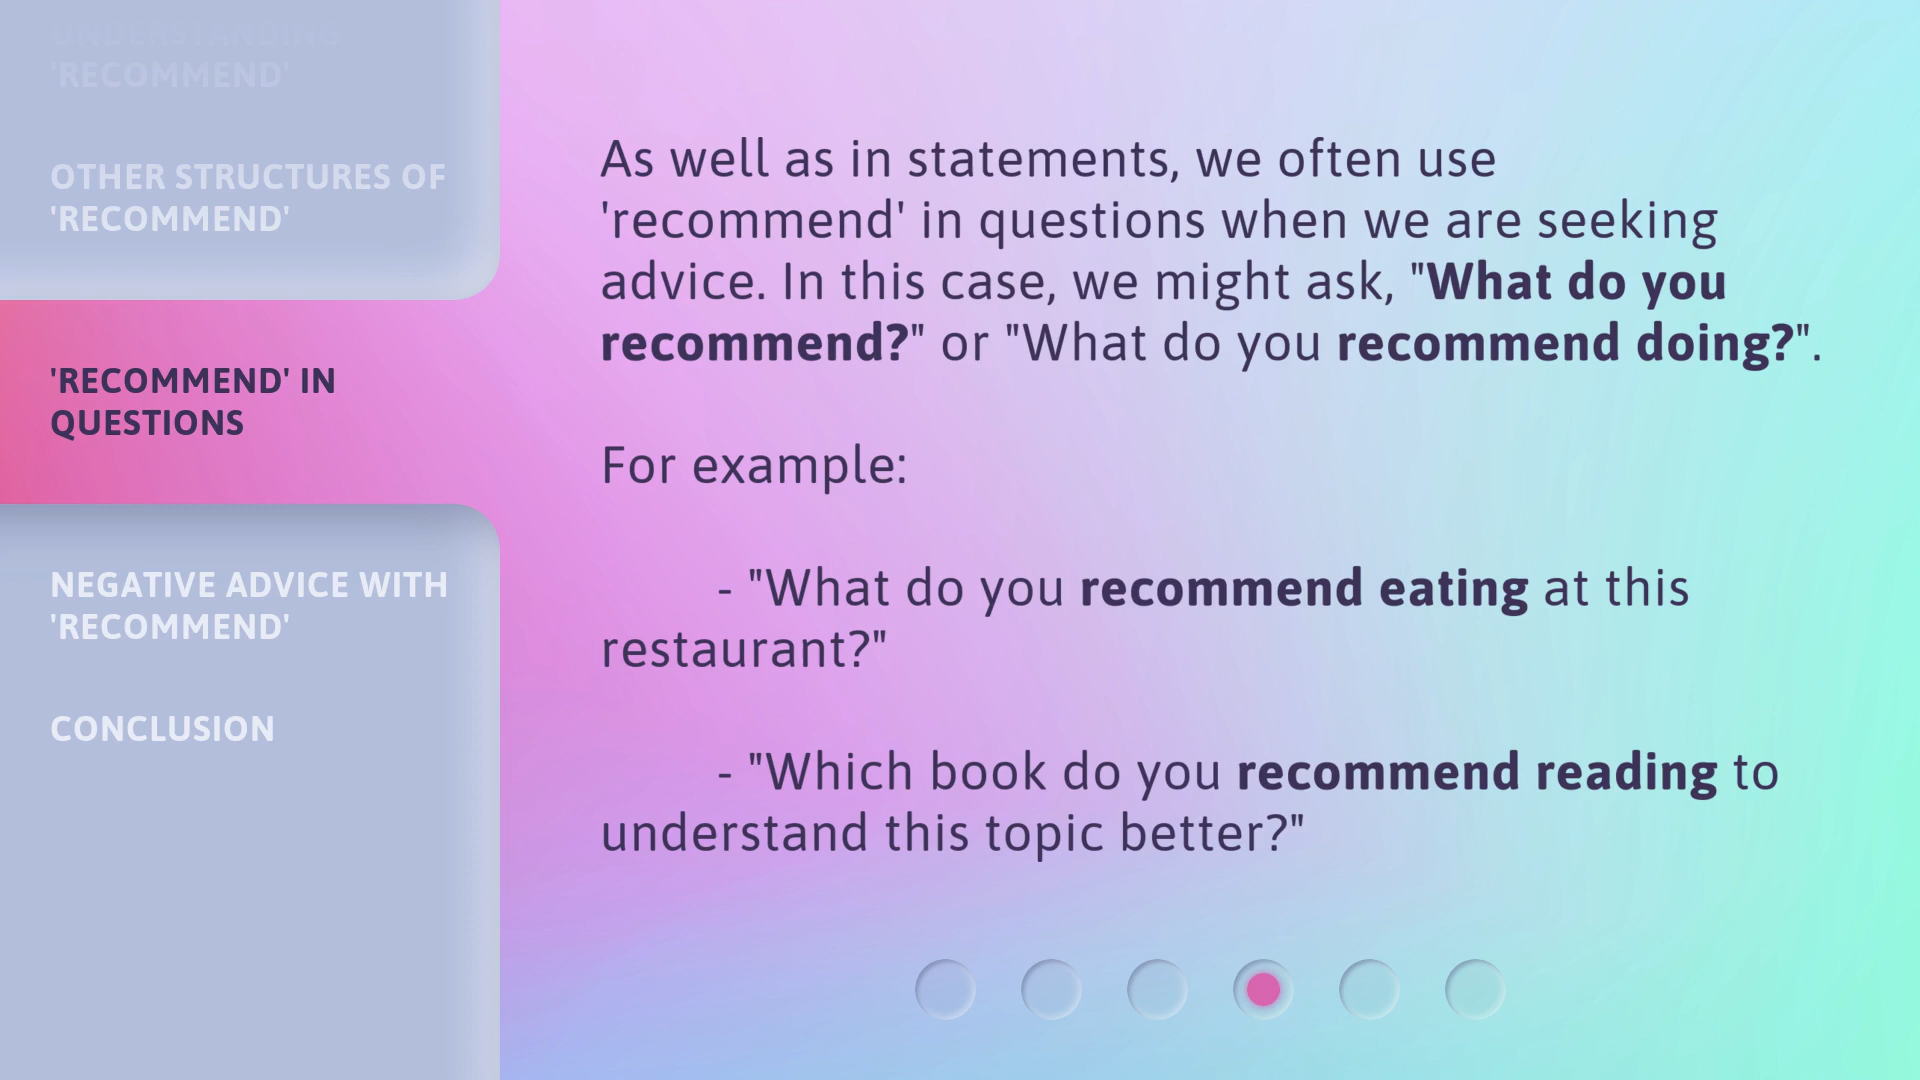 UNDERSTANDING
'RECOMMEND'
OTHER STRUCTURES OF
'RECOMMEND'
'RECOMMEND' IN
QUESTIONS
NEGATIVE ADVICE WITH
'RECOMMEND'
CONCLUSION
As well as in statements, we often use
'recommend' in questions when we are seeking
advice. In this case, we might ask, "What do you
recommend?" or "What do you recommend doing?".
For example:
- "What do you recommend eating at this
restaurant?"
- "Which book do you recommend reading to
understand this topic better?"